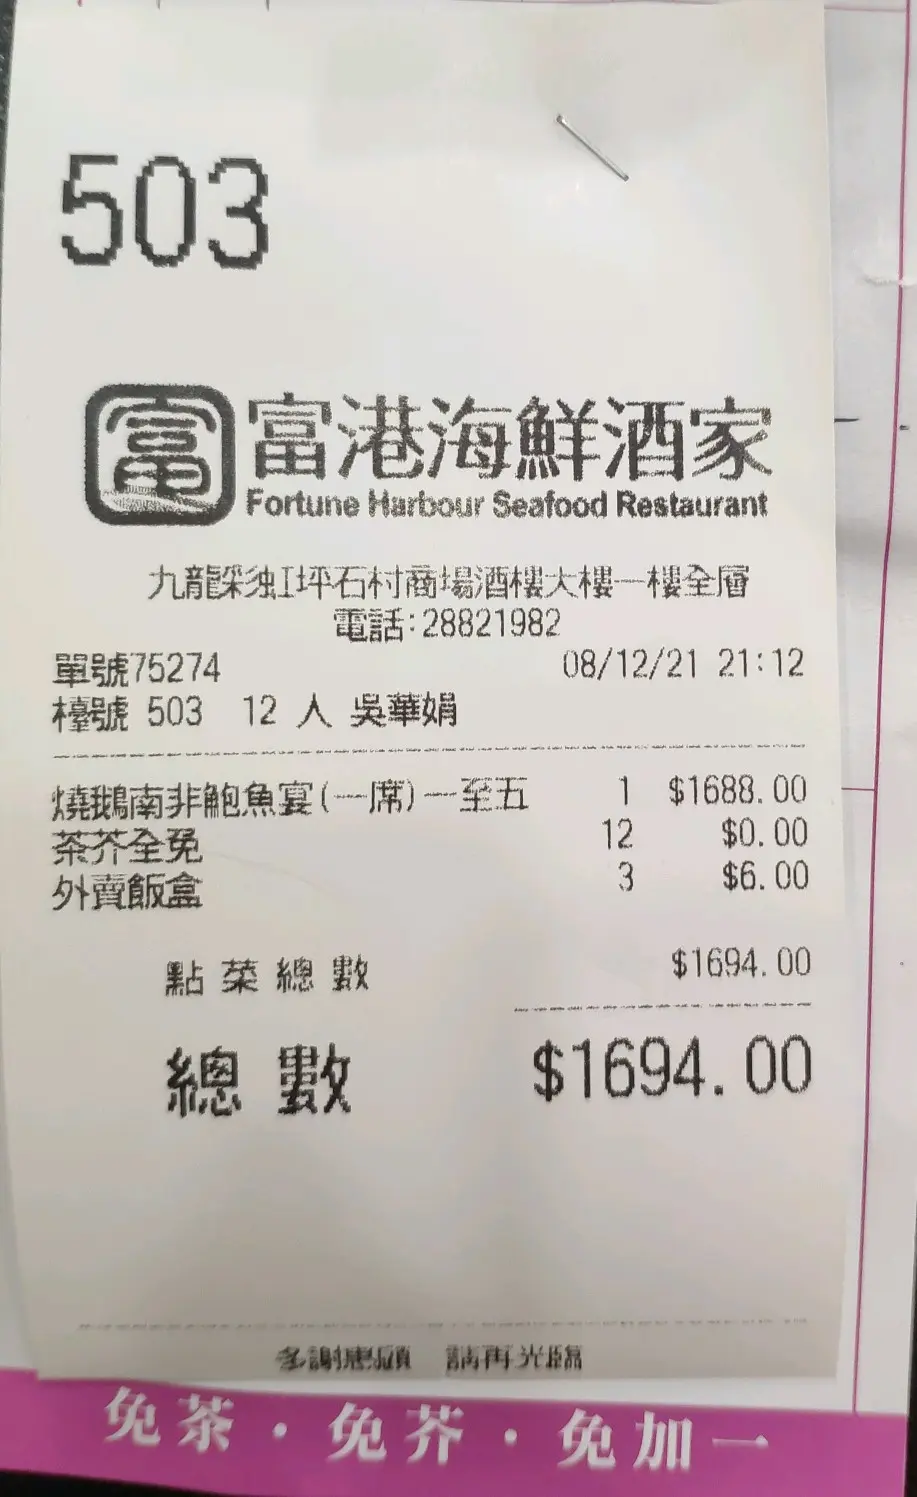 503
富 富港海鮮酒家
Fortune Harbour Seafood Restaurant
九龍坪石村商場酒樓大樓一樓全層
電話:28821982
單號75274 08/12/21 21:12
檯號 503 12 人 吳華娟
燒鵝南非鮑魚宴(一席)一至五 1 $1688.00
茶芥全免 12 $0.00
外賣飯盒 3 $6.00
點菜總數 $1694.00
總數 $1694.00
多謝惠顧 請再光臨
免茶·免芥·免加一